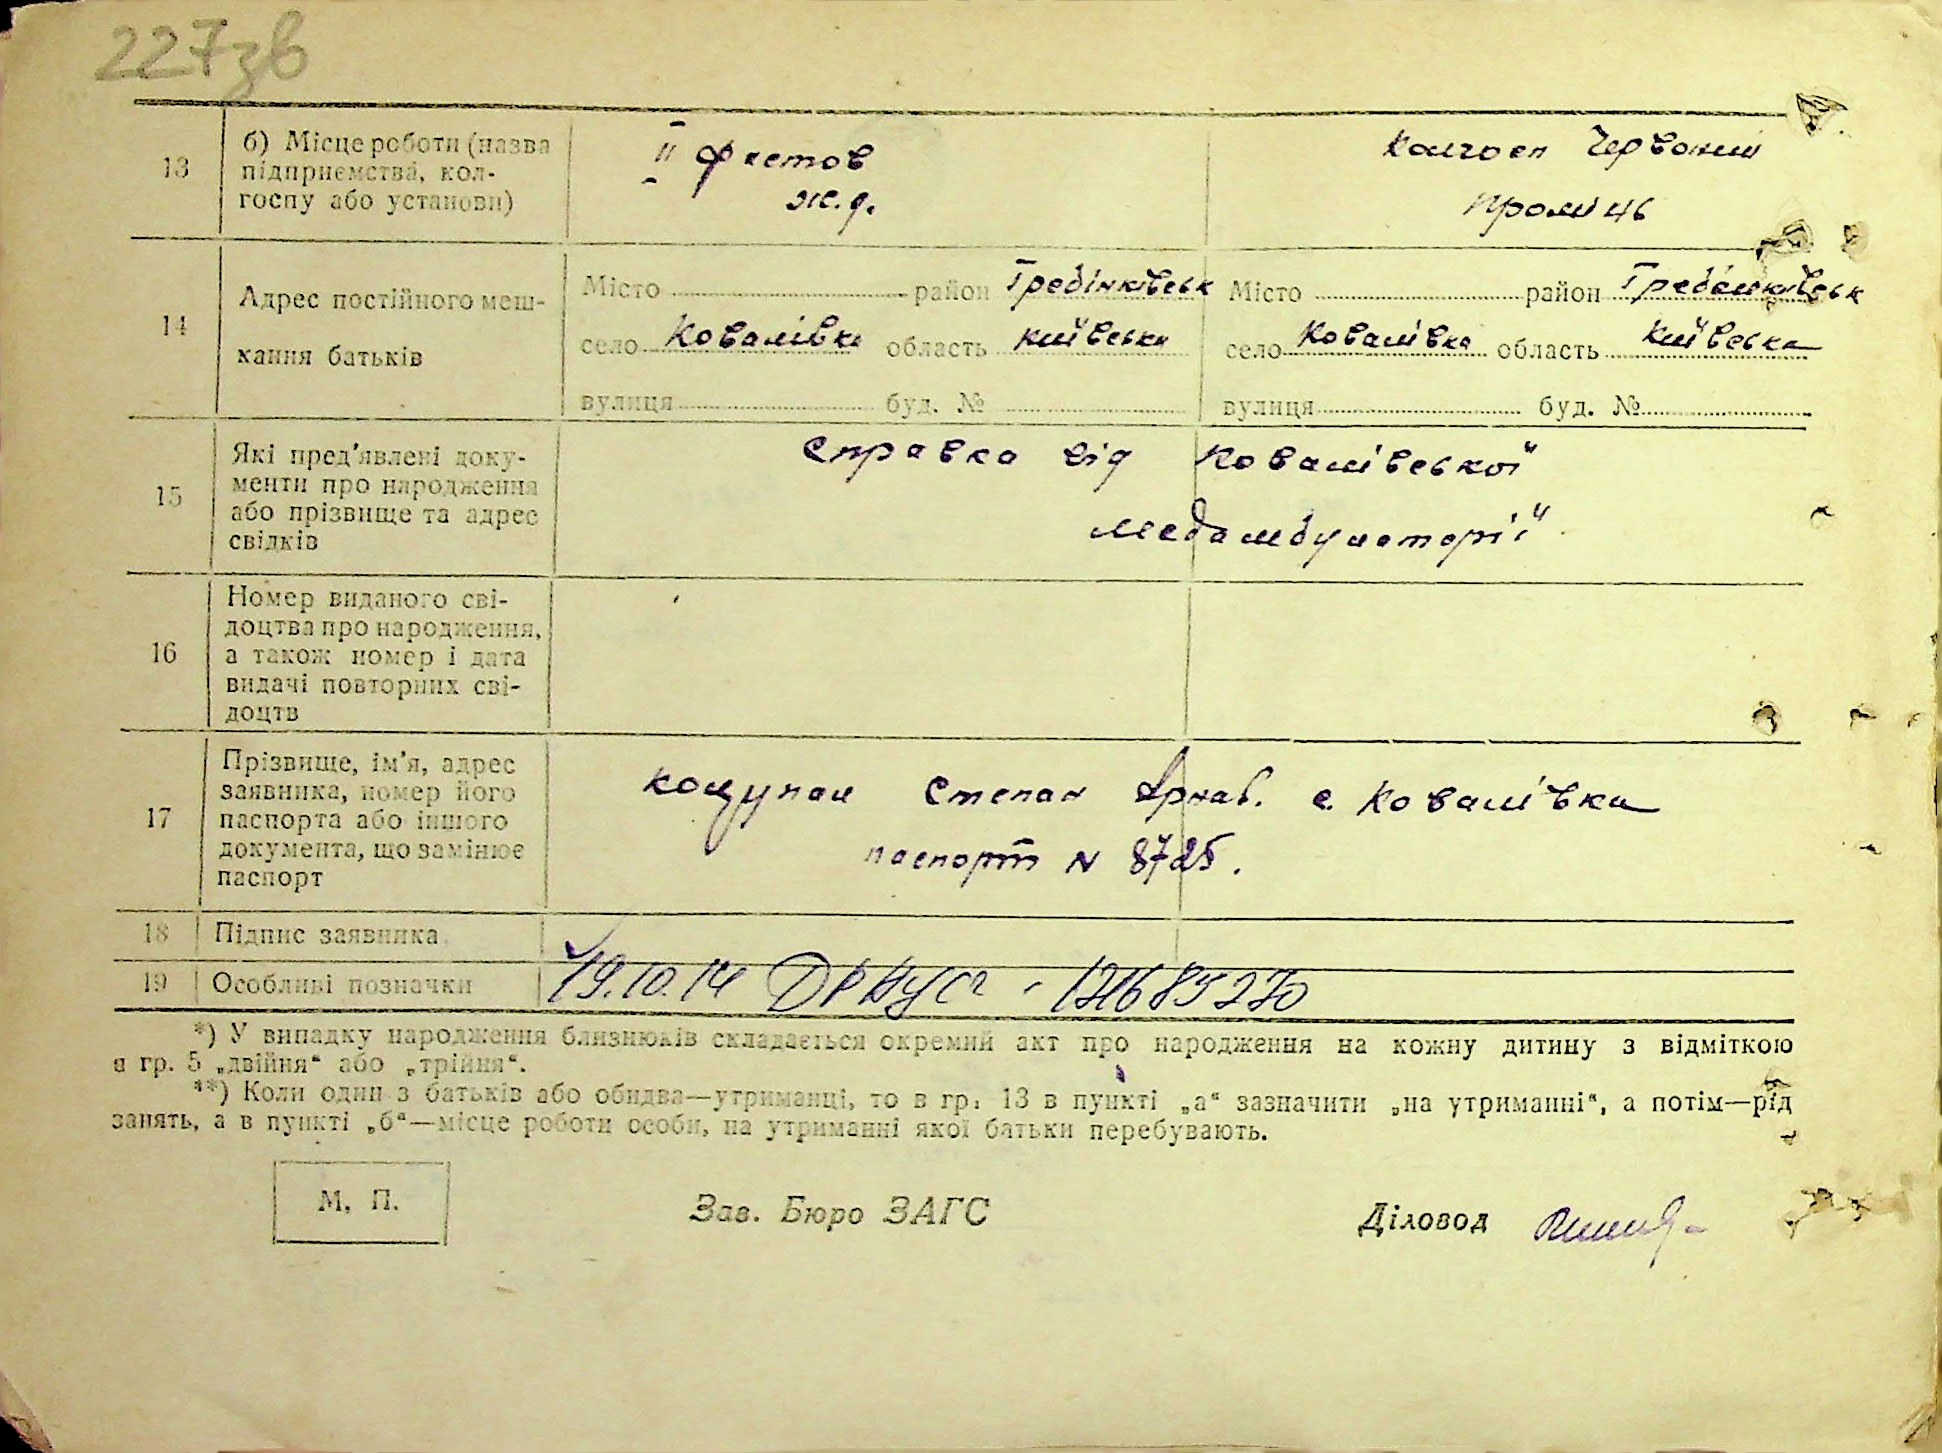 227зв
13 б) Місце роботи (назва підприємства, кол-госпу або установи)
ІІ Фастов
ж.д.
Колгосп Червоний
Промінь
14 Адрес постійного меш-
кання батьків
Місто район Гребінківськ Місто район Гребінківськ
село Ковалівка область Київська село Ковалівка область Київська
вулиця буд. № вулиця буд. №
15 Які пред'явлені доку-
менти про народження
або прізвище та адрес
свідків
Справка від Ковалівської
медамбулаторії
16 Номер виданого сві-
доцтва про народження,
а також номер і дата
видачі повторних сві-
доцтв
17 Прізвище, ім'я, адрес
заявника, номер його
паспорта або іншого
документа, що замінює
паспорт
Коцупал Степан с. Ковалівка
паспорт N 8725.
18 Підпис заявника
19 Особливі позначки
19.10.14
*) У випадку народження близнюків складається окремий акт про народження на кожну дитину з відміткою
в гр. 5 „двійня“ або „трійня“.
**) Коли один з батьків або обидва—утриманці, то в гр. 13 в пункті „а“ зазначити „на утриманні“, а потім—рід
занять, а в пункті „б“—місце роботи особи, на утриманні якої батьки перебувають.
М. П.
Зав. Бюро ЗАГС
Діловод